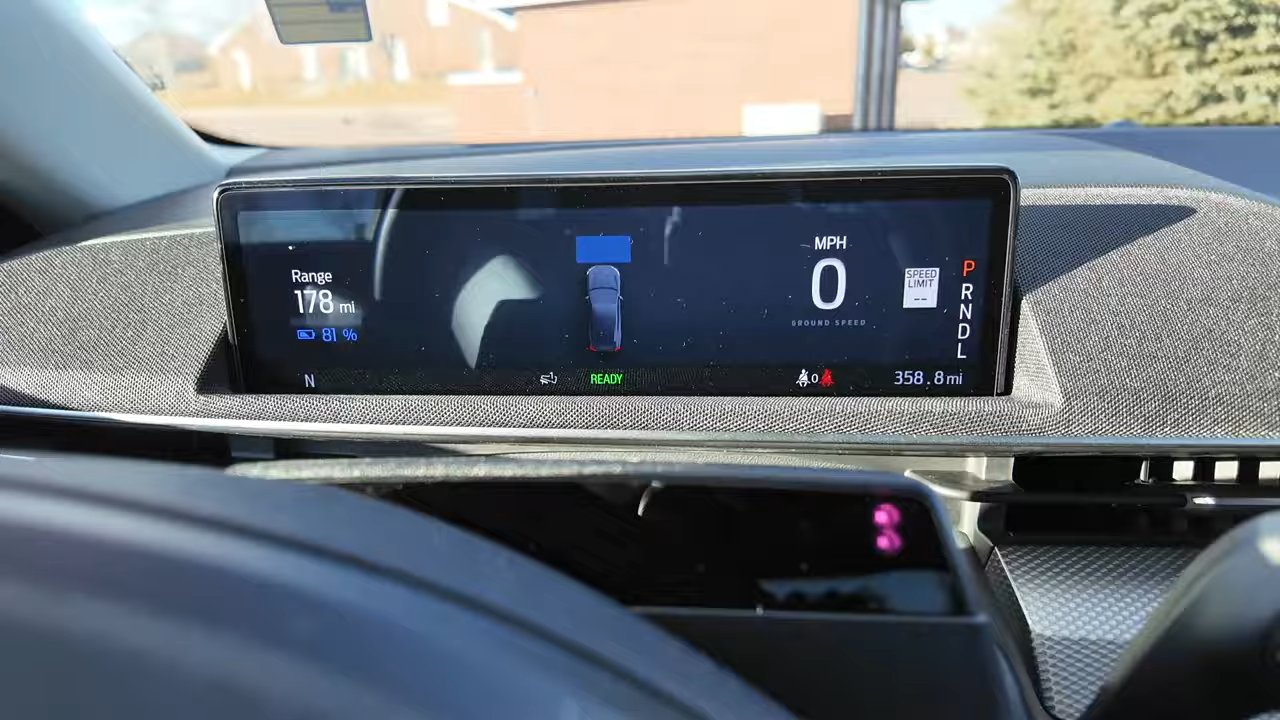 Range
178 mi
81 %
N
READY
MPH
0
GROUND SPEED
SPEED
LIMIT
--
P
R
N
D
L
0
358.8 mi